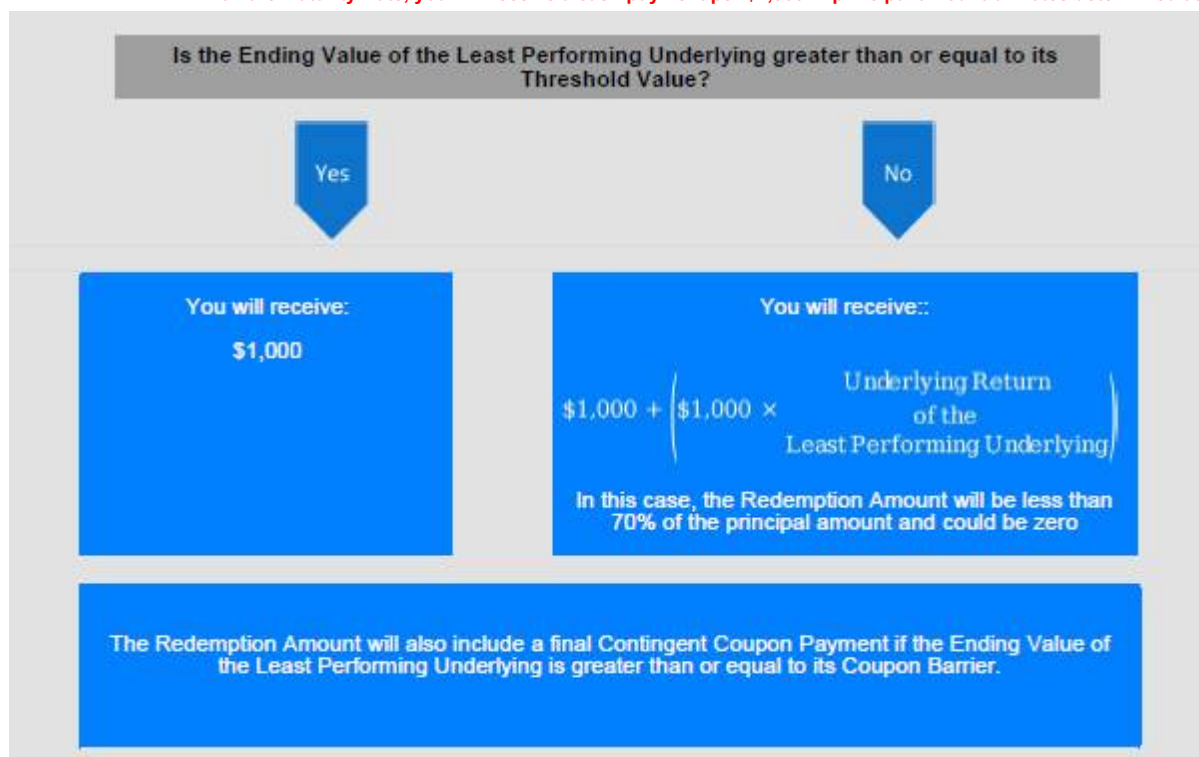 Is the Ending Value of the Least Performing Underlying greater than or equal to its
Threshold Value?
Yes
No
You will receive:
$1,000
You will receive::
$1,000 + ($1,000 × Underlying Return
of the
Least Performing Underlying)
In this case, the Redemption Amount will be less than
70% of the principal amount and could be zero
The Redemption Amount will also include a final Contingent Coupon Payment if the Ending Value of
the Least Performing Underlying is greater than or equal to its Coupon Barrier.